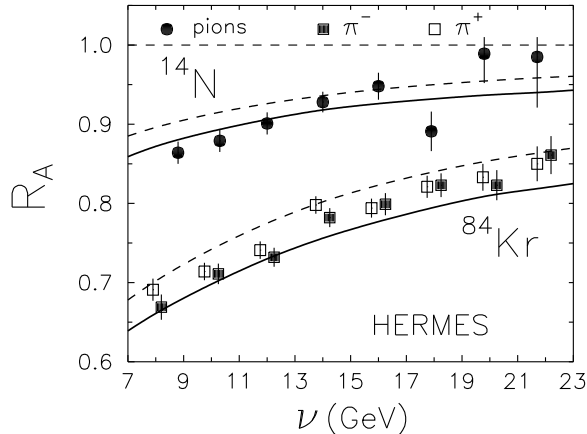 pions π⁻ π⁺
1.0
¹⁴N
0.9
R_A
0.8
⁸⁴Kr
0.7
HERMES
0.6
7 9 11 13 15 17 19 21 23
ν (GeV)